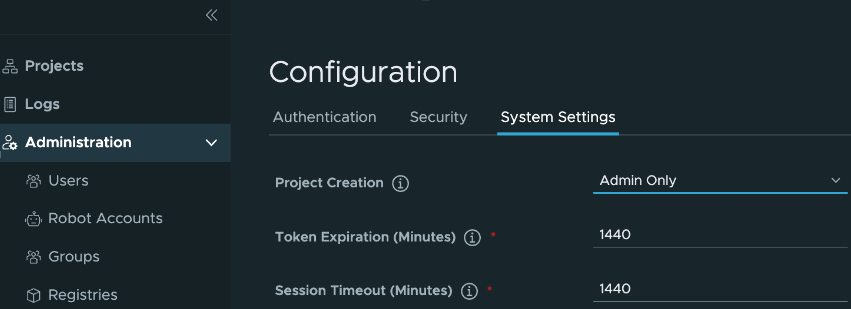 Projects
Logs
Administration
Users
Robot Accounts
Groups
Registries
Configuration
Authentication Security System Settings
Project Creation Admin Only
Token Expiration (Minutes) * 1440
Session Timeout (Minutes) * 1440